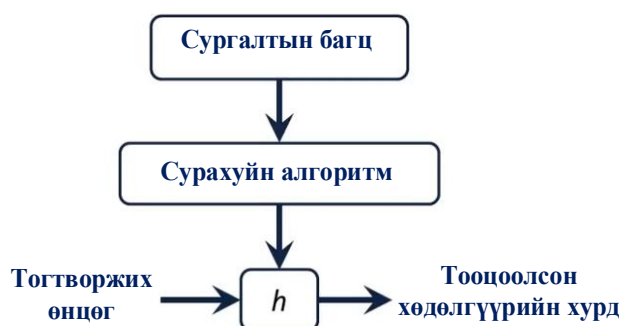 Сургалтын багц
Сурахуйн алгоритм
Тогтворжих
өнцөг
h
Тооцоолсон
хөдөлгүүрийн хурд